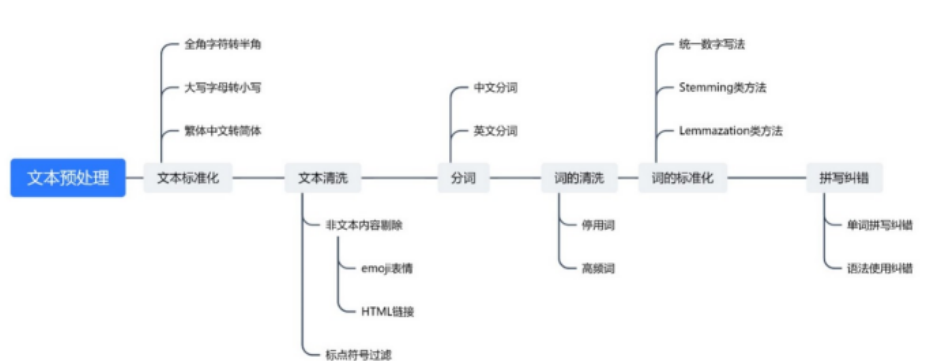 文本预处理
文本标准化
全角字符转半角
大写字母转小写
繁体中文转简体
文本清洗
非文本内容剔除
emoji表情
HTML链接
标点符号过滤
分词
中文分词
英文分词
词的清洗
停用词
高频词
词的标准化
统一数字写法
Stemming类方法
Lemmazation类方法
拼写纠错
单词拼写纠错
语法使用纠错